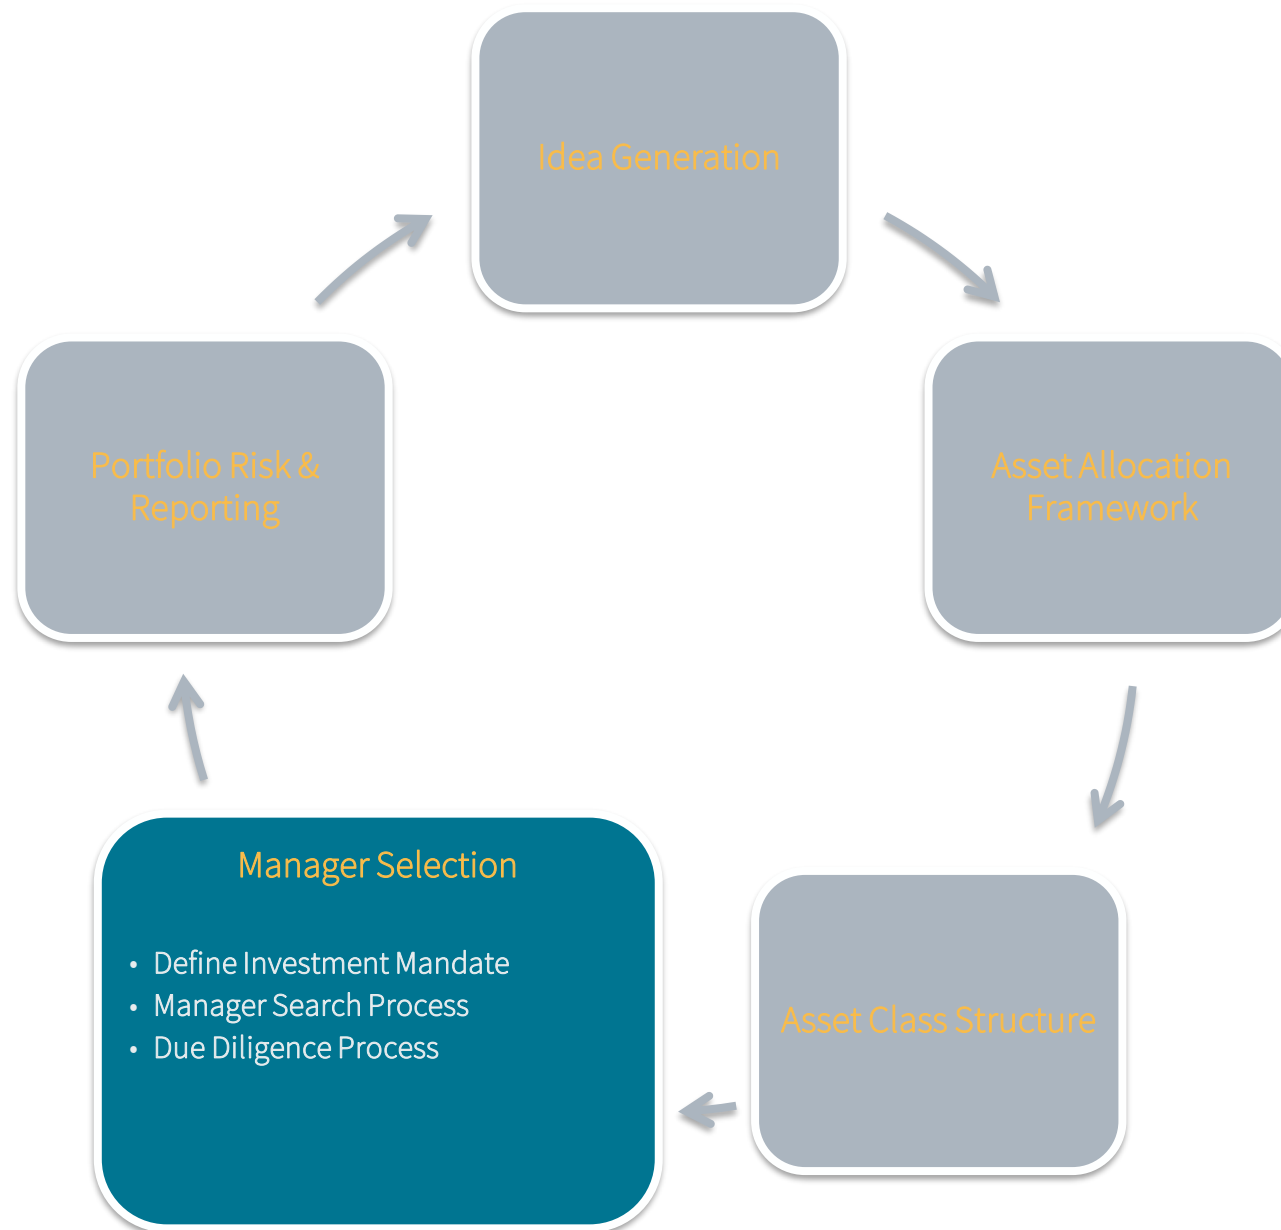 Idea Generation
Portfolio Risk &
Reporting
Asset Allocation
Framework
Manager Selection
• Define Investment Mandate
• Manager Search Process
• Due Diligence Process
Asset Class Structure